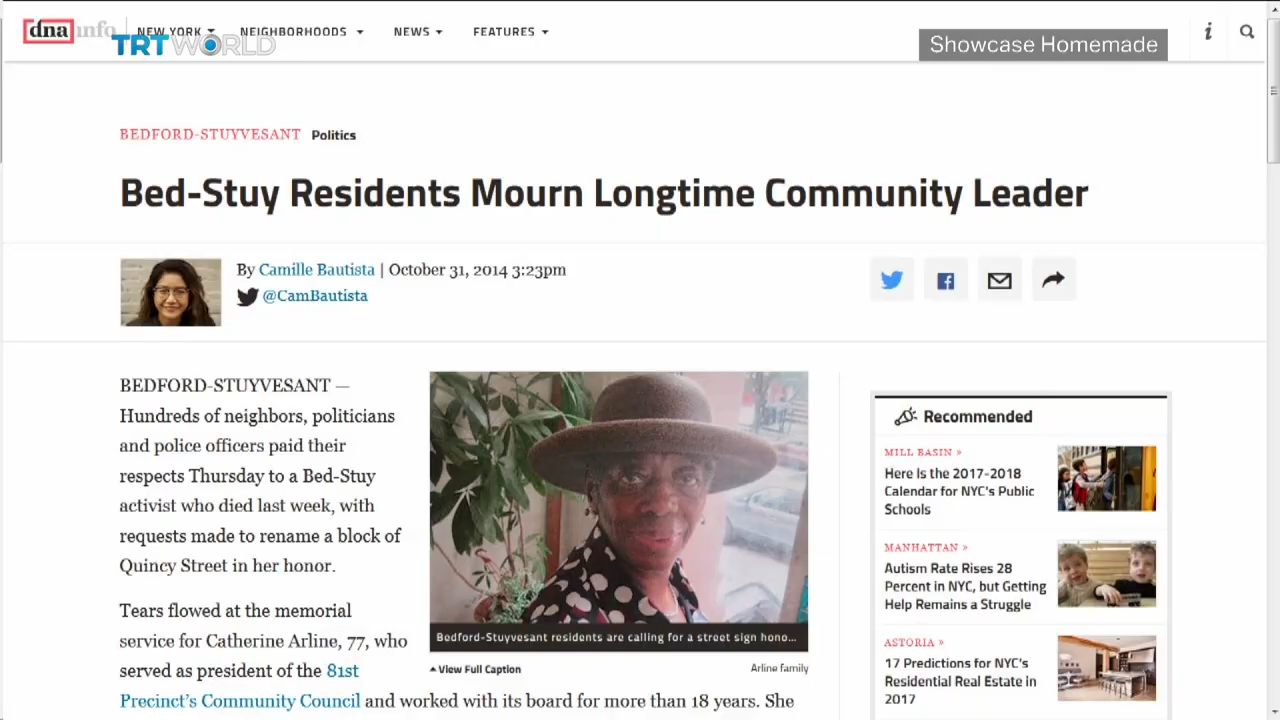 dna info
NEW YORK
NEIGHBORHOODS
NEWS
FEATURES
TRT WORLD
Showcase Homemade
i
BEDFORD-STUYVESANT Politics
Bed-Stuy Residents Mourn Longtime Community Leader
By Camille Bautista | October 31, 2014 3:23pm
@CamBautista
BEDFORD-STUYVESANT —
Hundreds of neighbors, politicians
and police officers paid their
respects Thursday to a Bed-Stuy
activist who died last week, with
requests made to rename a block of
Quincy Street in her honor.
Tears flowed at the memorial
service for Catherine Arline, 77, who
served as president of the 81st
Precinct's Community Council and worked with its board for more than 18 years. She
Bedford-Stuyvesant residents are calling for a street sign hono...
View Full Caption
Arline family
Recommended
MILL BASIN »
Here Is the 2017-2018
Calendar for NYC's Public
Schools
MANHATTAN »
Autism Rate Rises 28
Percent in NYC, but Getting
Help Remains a Struggle
ASTORIA »
17 Predictions for NYC's
Residential Real Estate in
2017